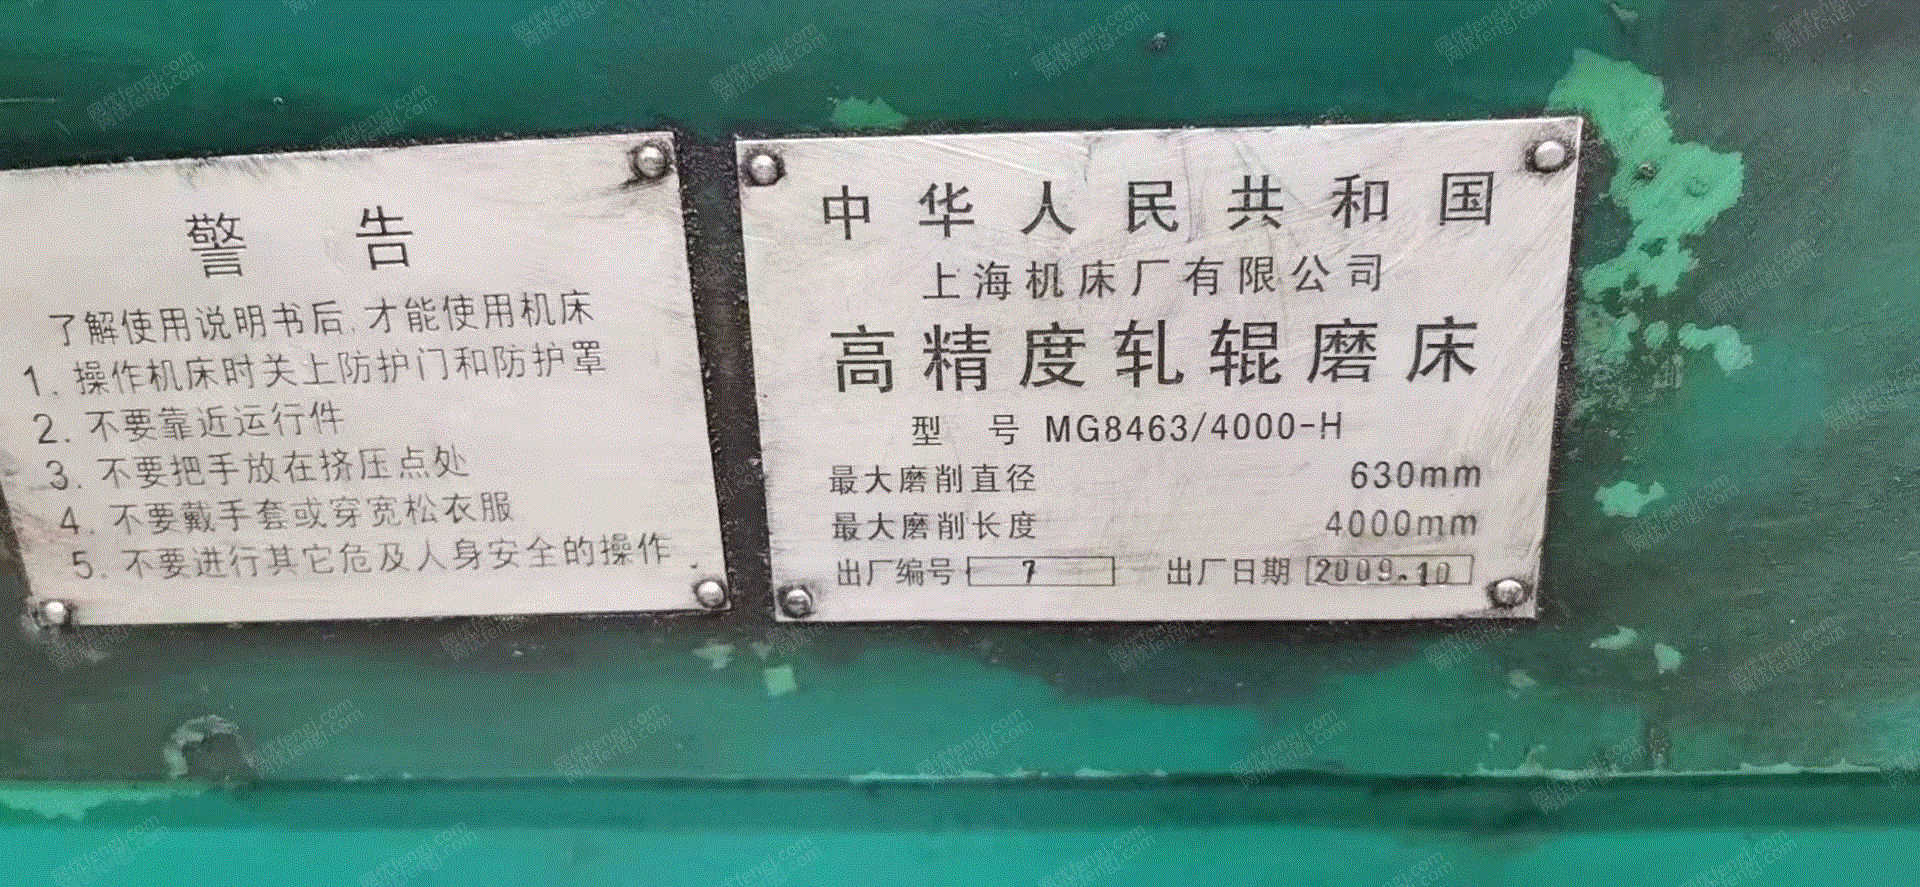 警告
了解使用说明书后,才能使用机床
1. 操作机床时关上防护门和防护罩
2. 不要靠近运行件
3. 不要把手放在挤压点处
4. 不要戴手套或穿宽松衣服
5. 不要进行其它危及人身安全的操作.
中华人民共和国
上海机床厂有限公司
高精度轧辊磨床
型 号 MG8463/4000-H
最大磨削直径 630mm
最大磨削长度 4000mm
出厂编号 7 出厂日期 2009.10